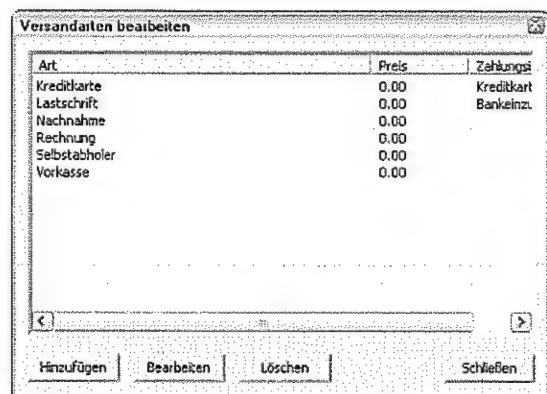 Versandarten bearbeiten
Art Preis Zahlungsi
Kreditkarte 0.00 Kreditkart
Lastschrift 0.00 Bankeinzu
Nachnahme 0.00
Rechnung 0.00
Selbstabholer 0.00
Vorkasse 0.00
Hinzufügen Bearbeiten Löschen Schließen